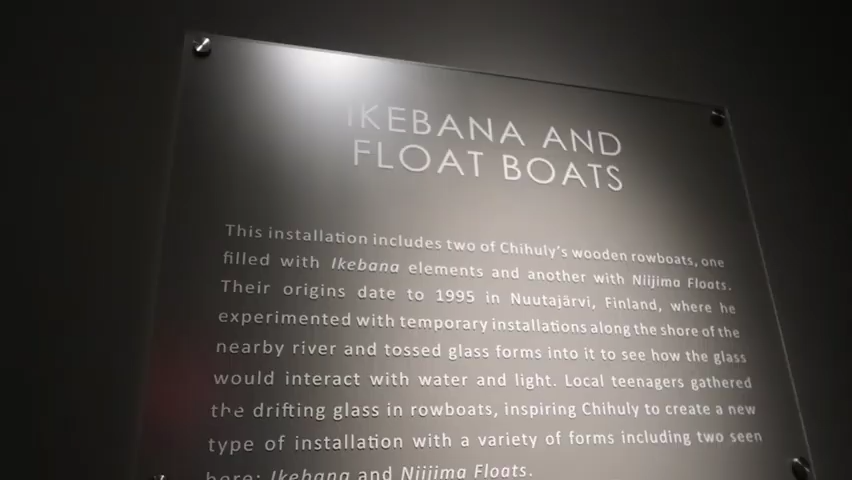 IKEBANA AND
FLOAT BOATS
This installation includes two of Chihuly's wooden rowboats, one
filled with Ikebana elements and another with Niijima Floats.
Their origins date to 1995 in Nuutajärvi, Finland, where he
experimented with temporary installations along the shore of the
nearby river and tossed glass forms into it to see how the glass
would interact with water and light. Local teenagers gathered
the drifting glass in rowboats, inspiring Chihuly to create a new
type of installation with a variety of forms including two seen
here: Ikebana and Niijima Floats.